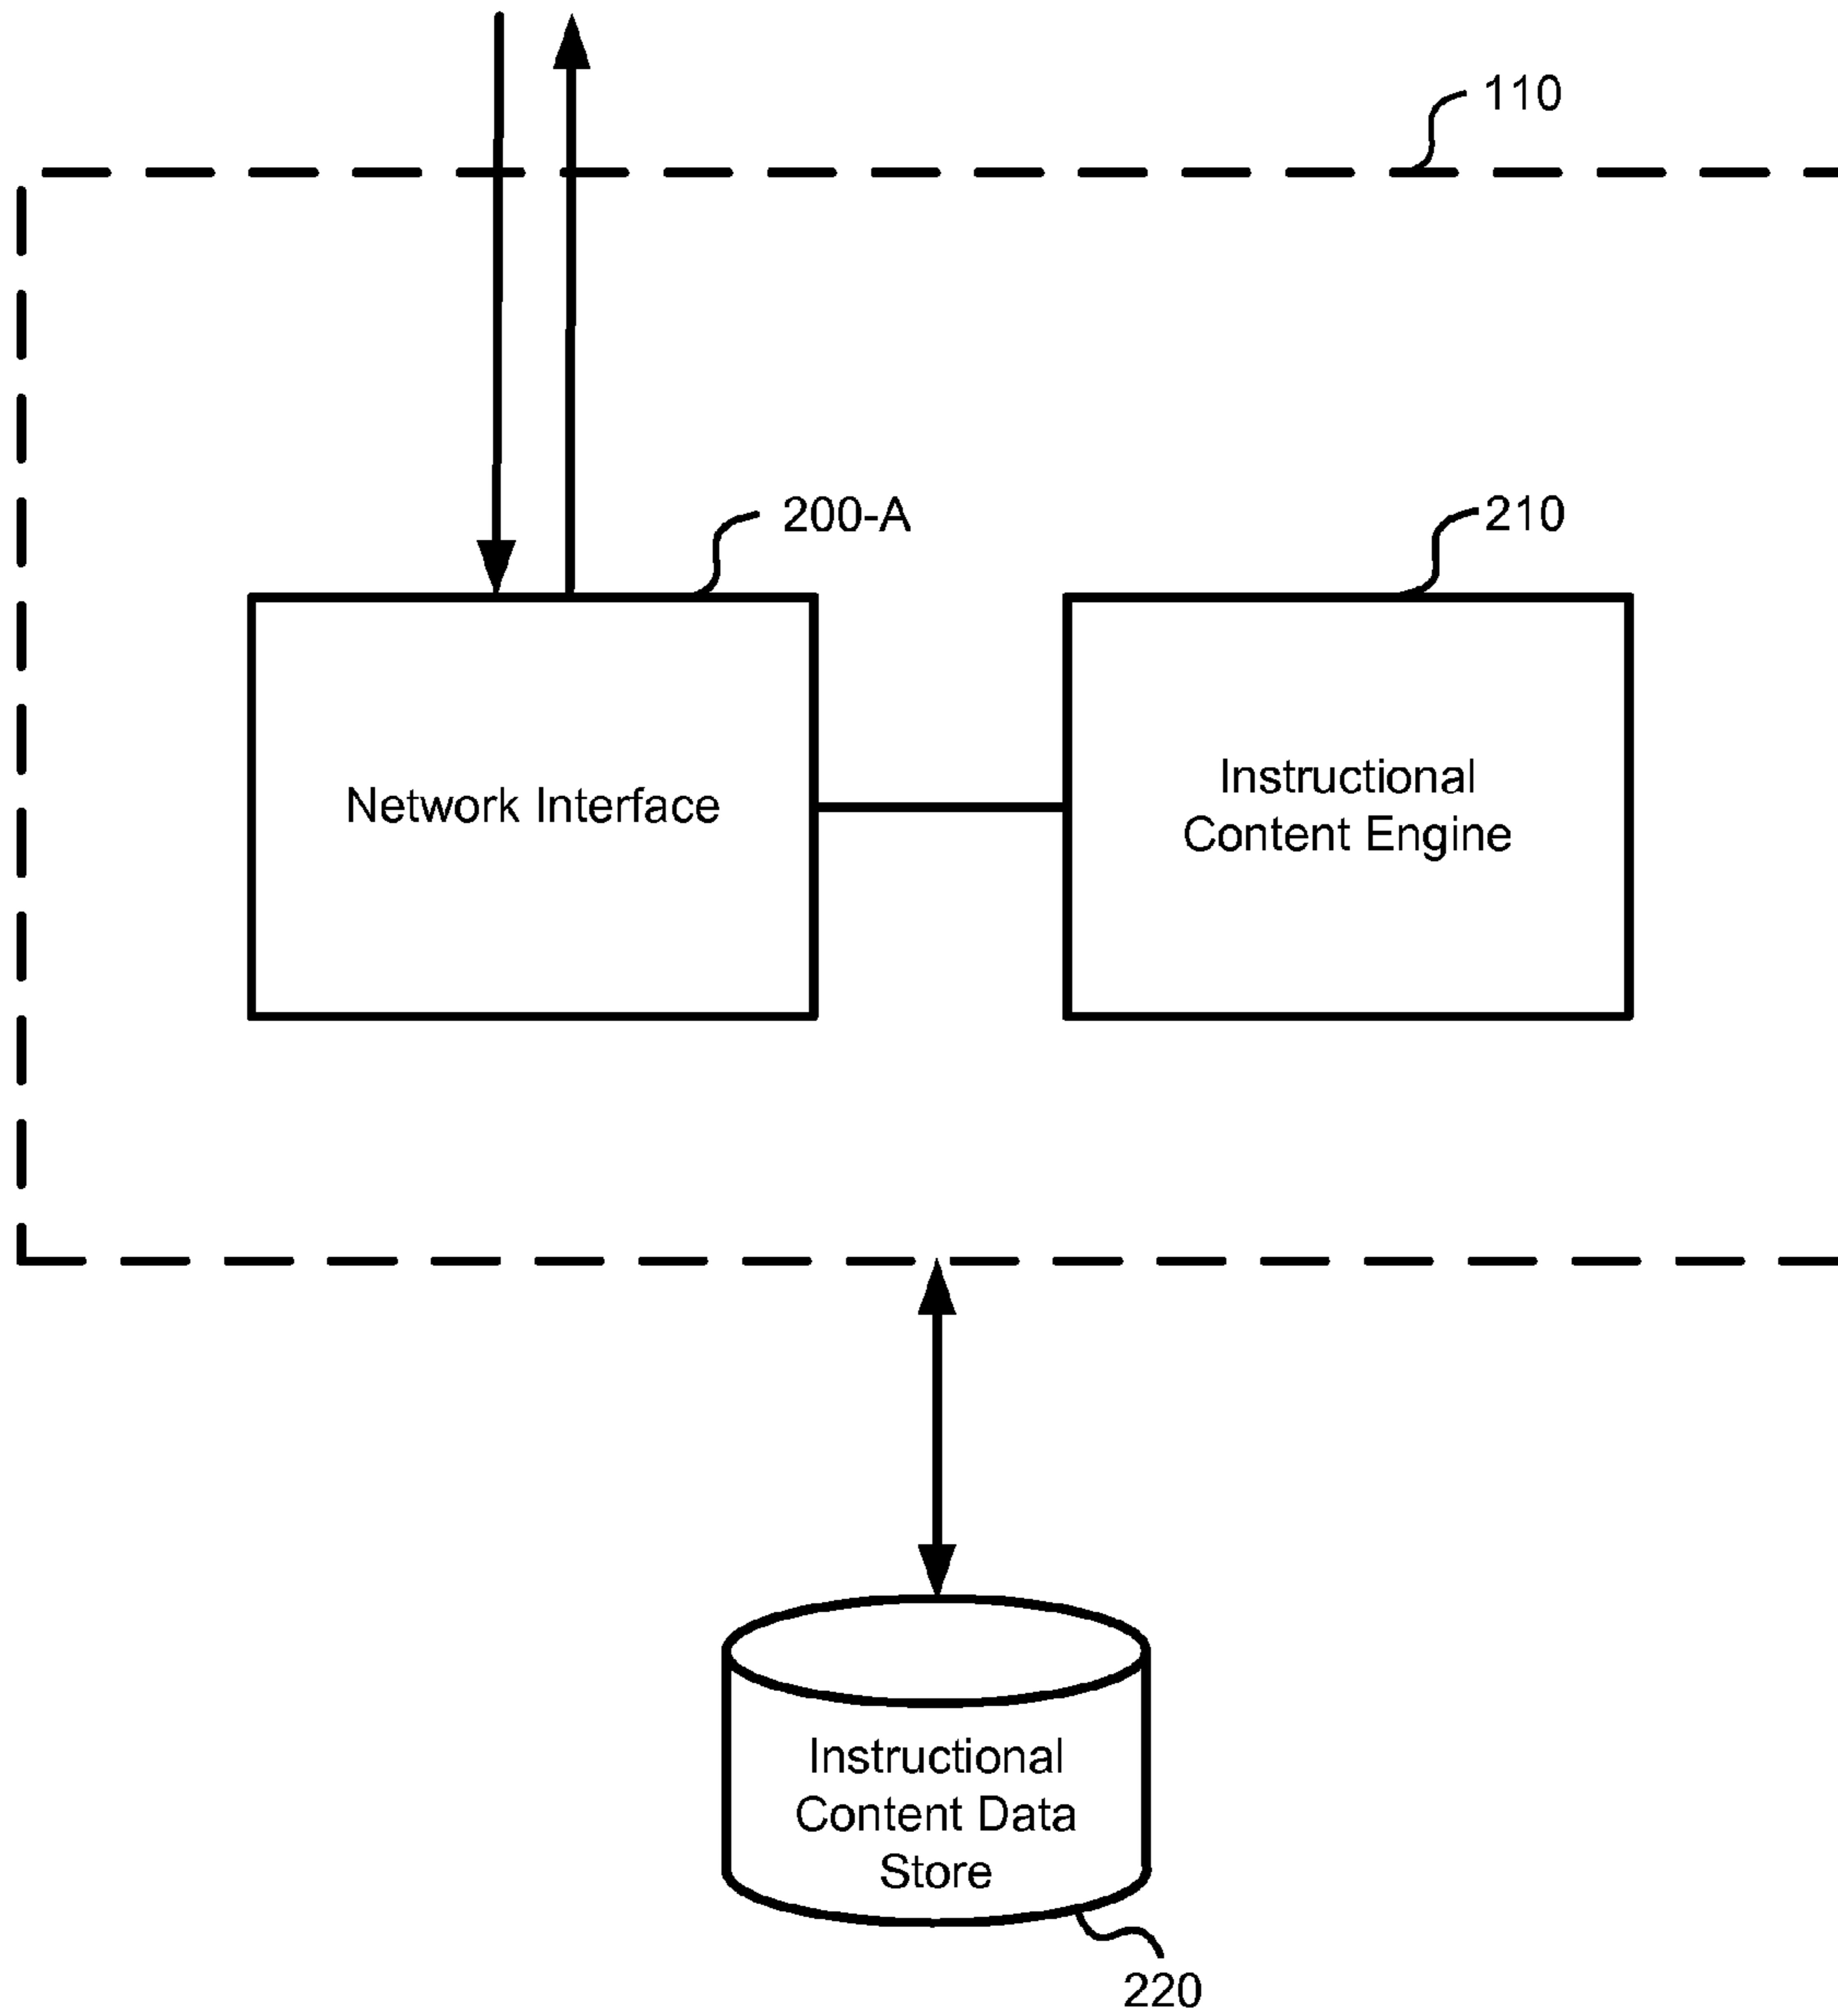 110
200-A
210
Network Interface
Instructional
Content Engine
Instructional
Content Data
Store
220